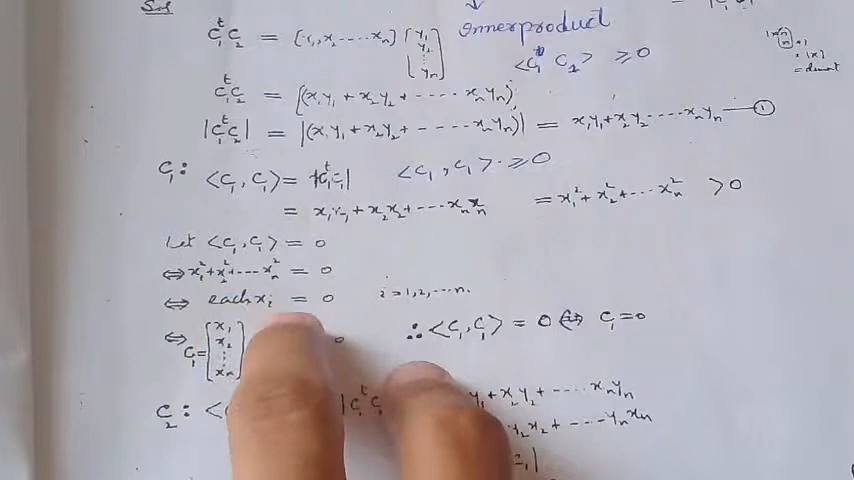 Sol
Innerproduct
C₁ᵗC₂ = [x₁, x₂ ..... xₙ] [y₁ y₂ ⋮ yₙ]
<C₁ᵗ C₂> ≥ 0
C₁ᵗC₂ = [(x₁y₁ + x₂y₂ + ..... xₙyₙ)]
|C₁ᵗC₂| = |(x₁y₁ + x₂y₂ + ..... xₙyₙ)| = x₁y₁+x₂y₂ ..... xₙyₙ —①
C₁: <C₁, C₁> = |C₁ᵗC₁| <C₁, C₁> ≥ 0
= x₁x₁ + x₂x₂ + ..... xₙxₙ = x₁²+x₂²+ ... xₙ² > 0
Let <C₁, C₁> = 0
⇔ x₁²+x₂²+ ... xₙ² = 0
⇔ each xᵢ = 0 i = 1, 2, ... n.
⇔ C₁ = [x₁ x₂ ⋮ xₙ] 0
∴ <C₁, C₁> = 0 ⇔ C₁ = 0
C₂: <C |C₁ᵗC y₁ + x₂y₂ + ..... xₙyₙ
y₂x₂ + ..... yₙxₙ
C₁|